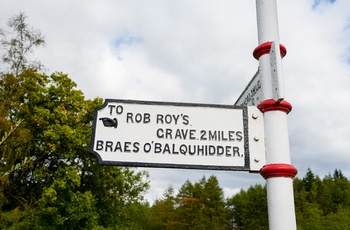 TO
ROB ROY'S
GRAVE 2 MILES
BRAES O'BALQUHIDDER.